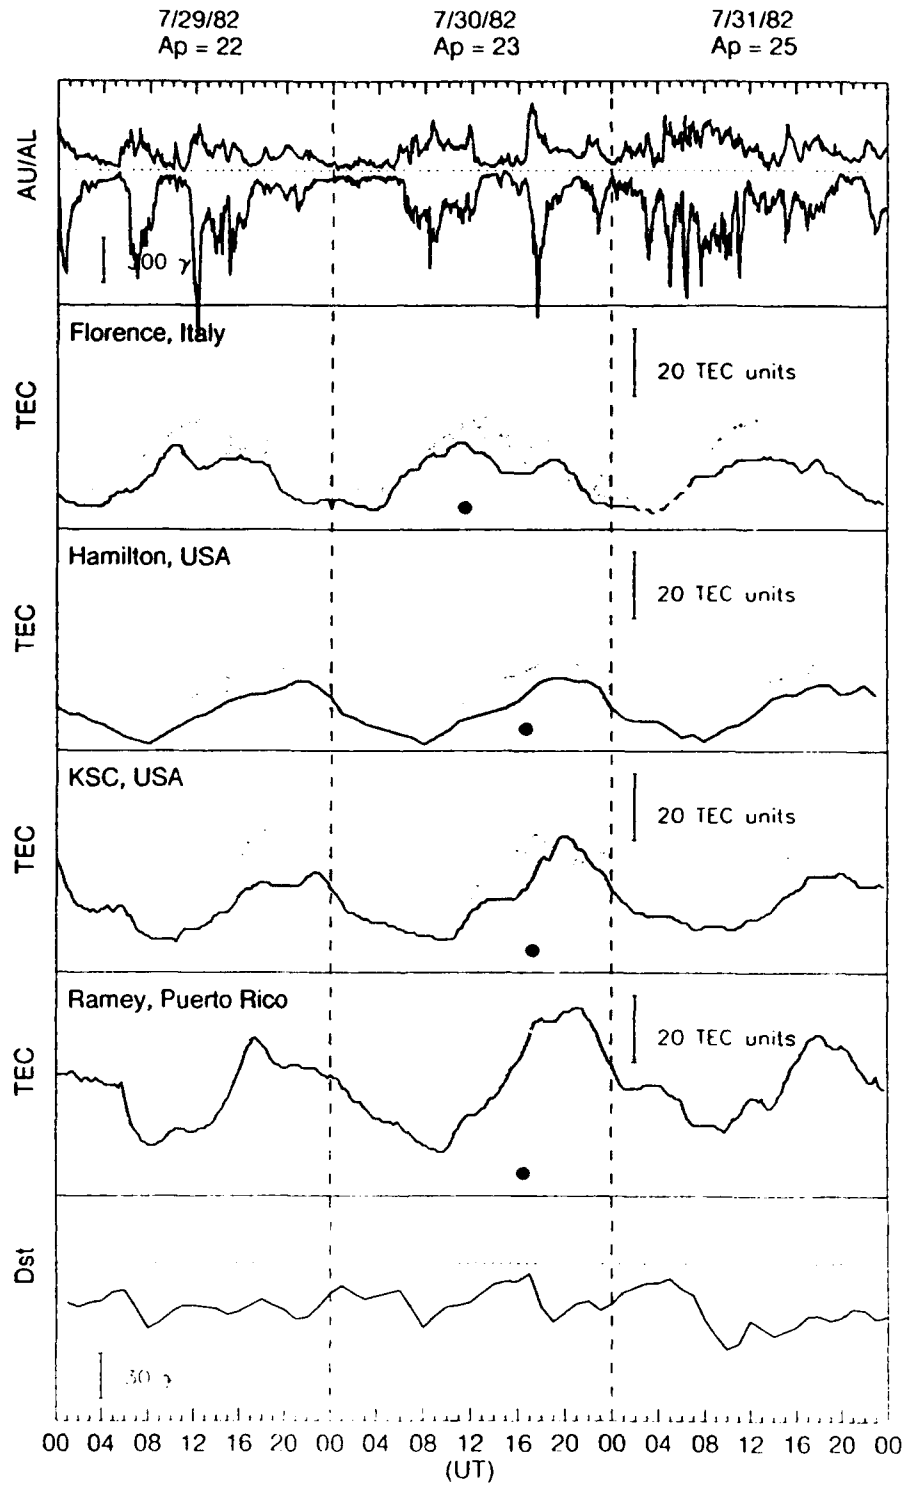 7/29/82 7/30/82 7/31/82
Ap = 22 Ap = 23 Ap = 25
AU/AL
γ
Florence, Italy
20 TEC units
TEC
Hamilton, USA
20 TEC units
TEC
KSC, USA
20 TEC units
TEC
Ramey, Puerto Rico
20 TEC units
TEC
Dst
00 04 08 12 16 20 00 04 08 12 16 20 00 04 08 12 16 20 00
(UT)